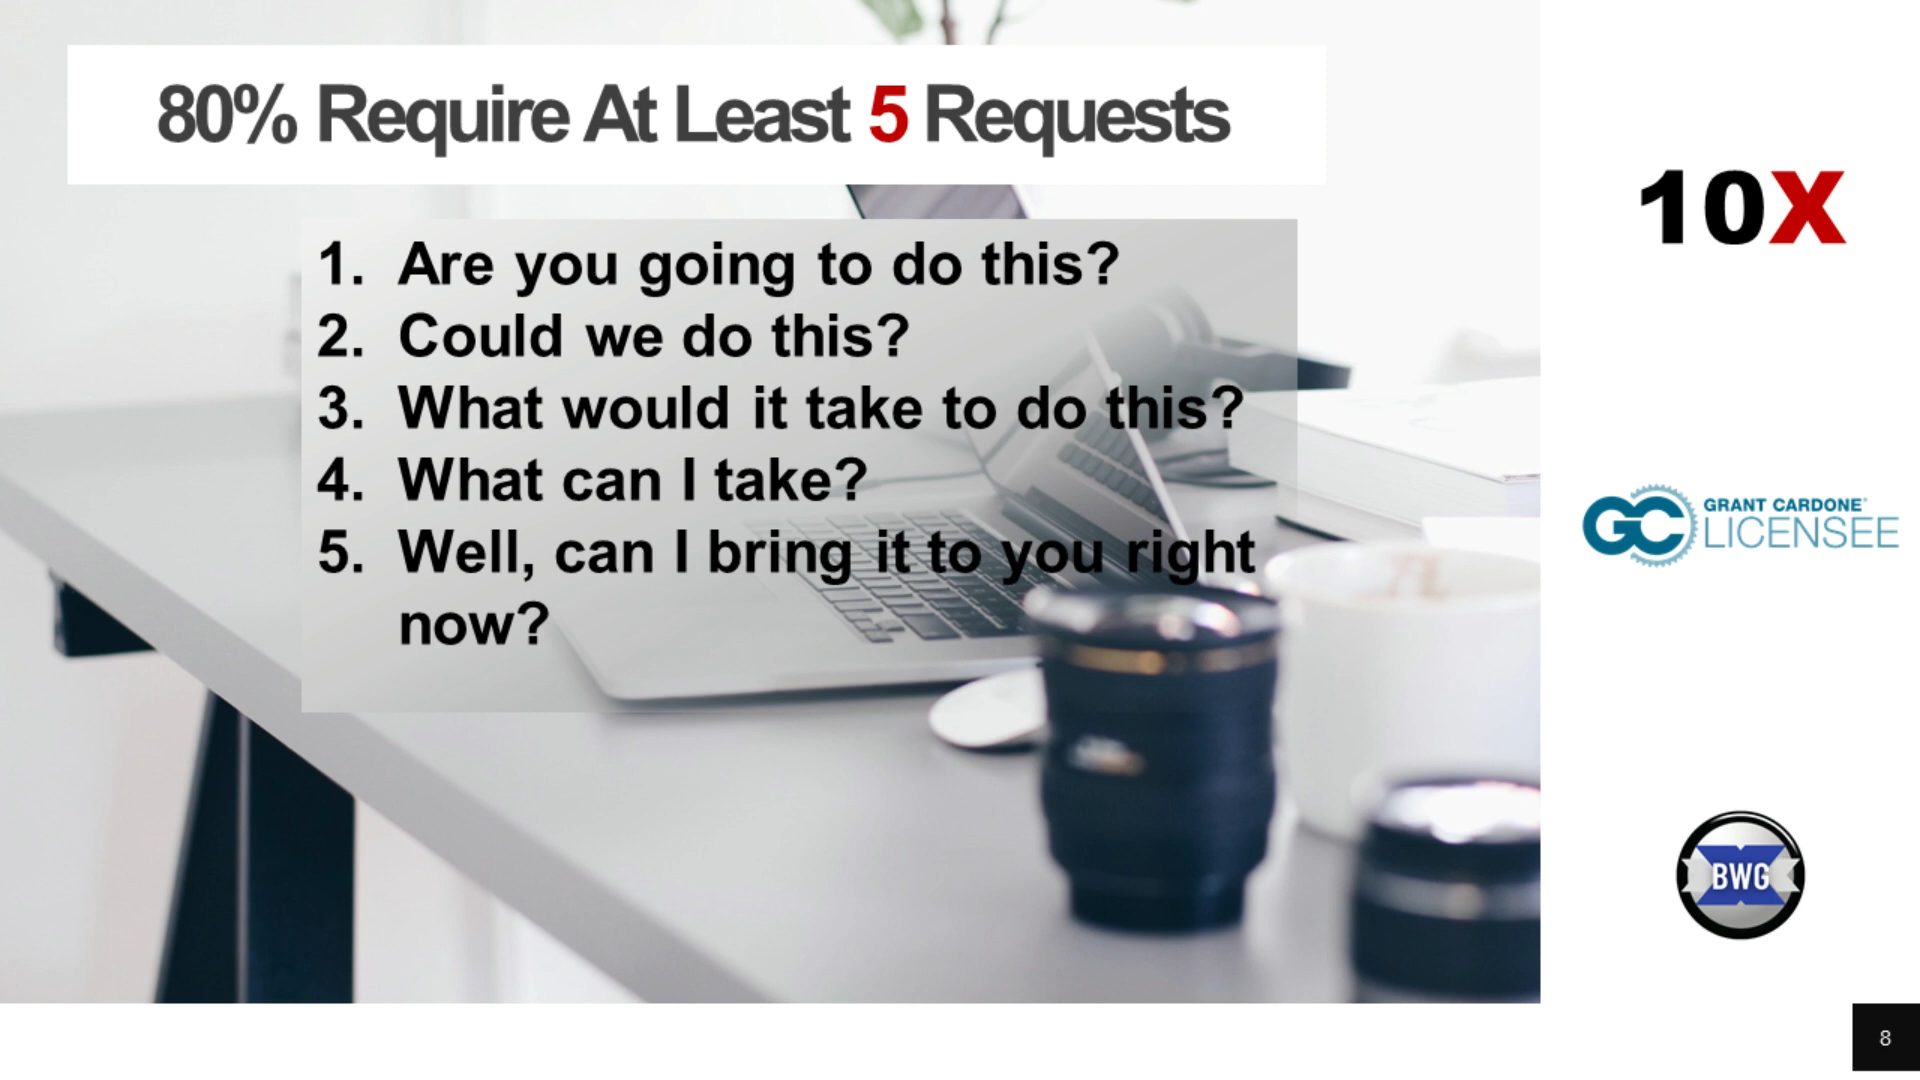 80% Require At Least 5 Requests
1. Are you going to do this?
2. Could we do this?
3. What would it take to do this?
4. What can I take?
5. Well, can I bring it to you right
now?
10X
GC GRANT CARDONE®
LICENSEE
BWG
8